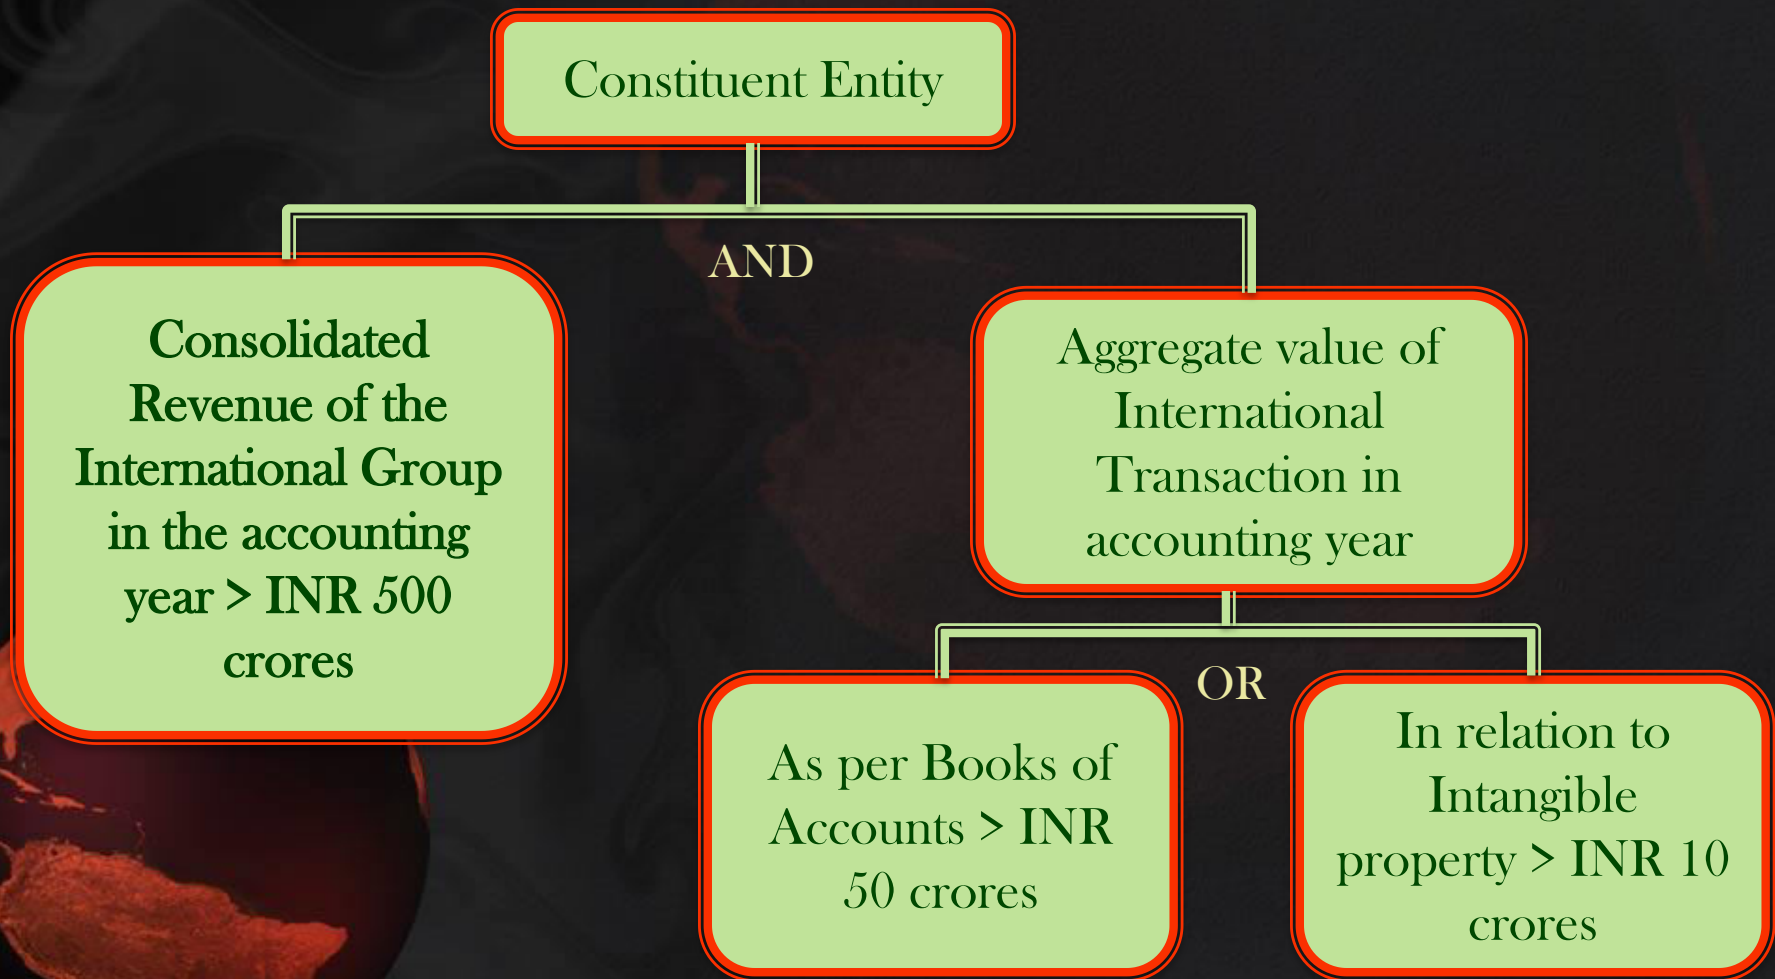 Constituent Entity
AND
Consolidated
Revenue of the
International Group
in the accounting
year > INR 500
crores
Aggregate value of
International
Transaction in
accounting year
OR
As per Books of
Accounts > INR
50 crores
In relation to
Intangible
property > INR 10
crores